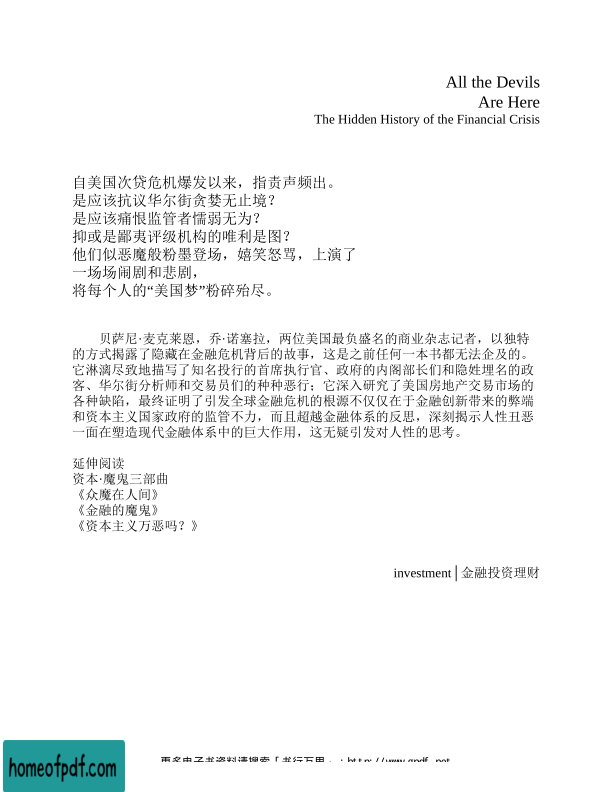 All the Devils
Are Here
The Hidden History of the Financial Crisis
自美国次贷危机爆发以来，指责声频出。
是应该抗议华尔街贪婪无止境？
是应该痛恨监管者懦弱无为？
抑或是鄙夷评级机构的唯利是图？
他们似恶魔般粉墨登场，嬉笑怒骂，上演了
一场场闹剧和悲剧，
将每个人的“美国梦”粉碎殆尽。
贝萨尼·麦克莱恩，乔·诺塞拉，两位美国最负盛名的商业杂志记者，以独特
的方式揭露了隐藏在金融危机背后的故事，这是之前任何一本书都无法企及的。
它淋漓尽致地描写了知名投行的首席执行官、政府的内阁部长们和隐姓埋名的政
客、华尔街分析师和交易员们的种种恶行；它深入研究了美国房地产交易市场的
各种缺陷，最终证明了引发全球金融危机的根源不仅仅在于金融创新带来的弊端
和资本主义国家政府的监管不力，而且超越金融体系的反思，深刻揭示人性丑恶
一面在塑造现代金融体系中的巨大作用，这无疑引发对人性的思考。
延伸阅读
资本·魔鬼三部曲
《众魔在人间》
《金融的魔鬼》
《资本主义万恶吗？》
investment│金融投资理财
更多电子书资料请搜索「书行万里」：http://www.gpdf.net
homeofpdf.com